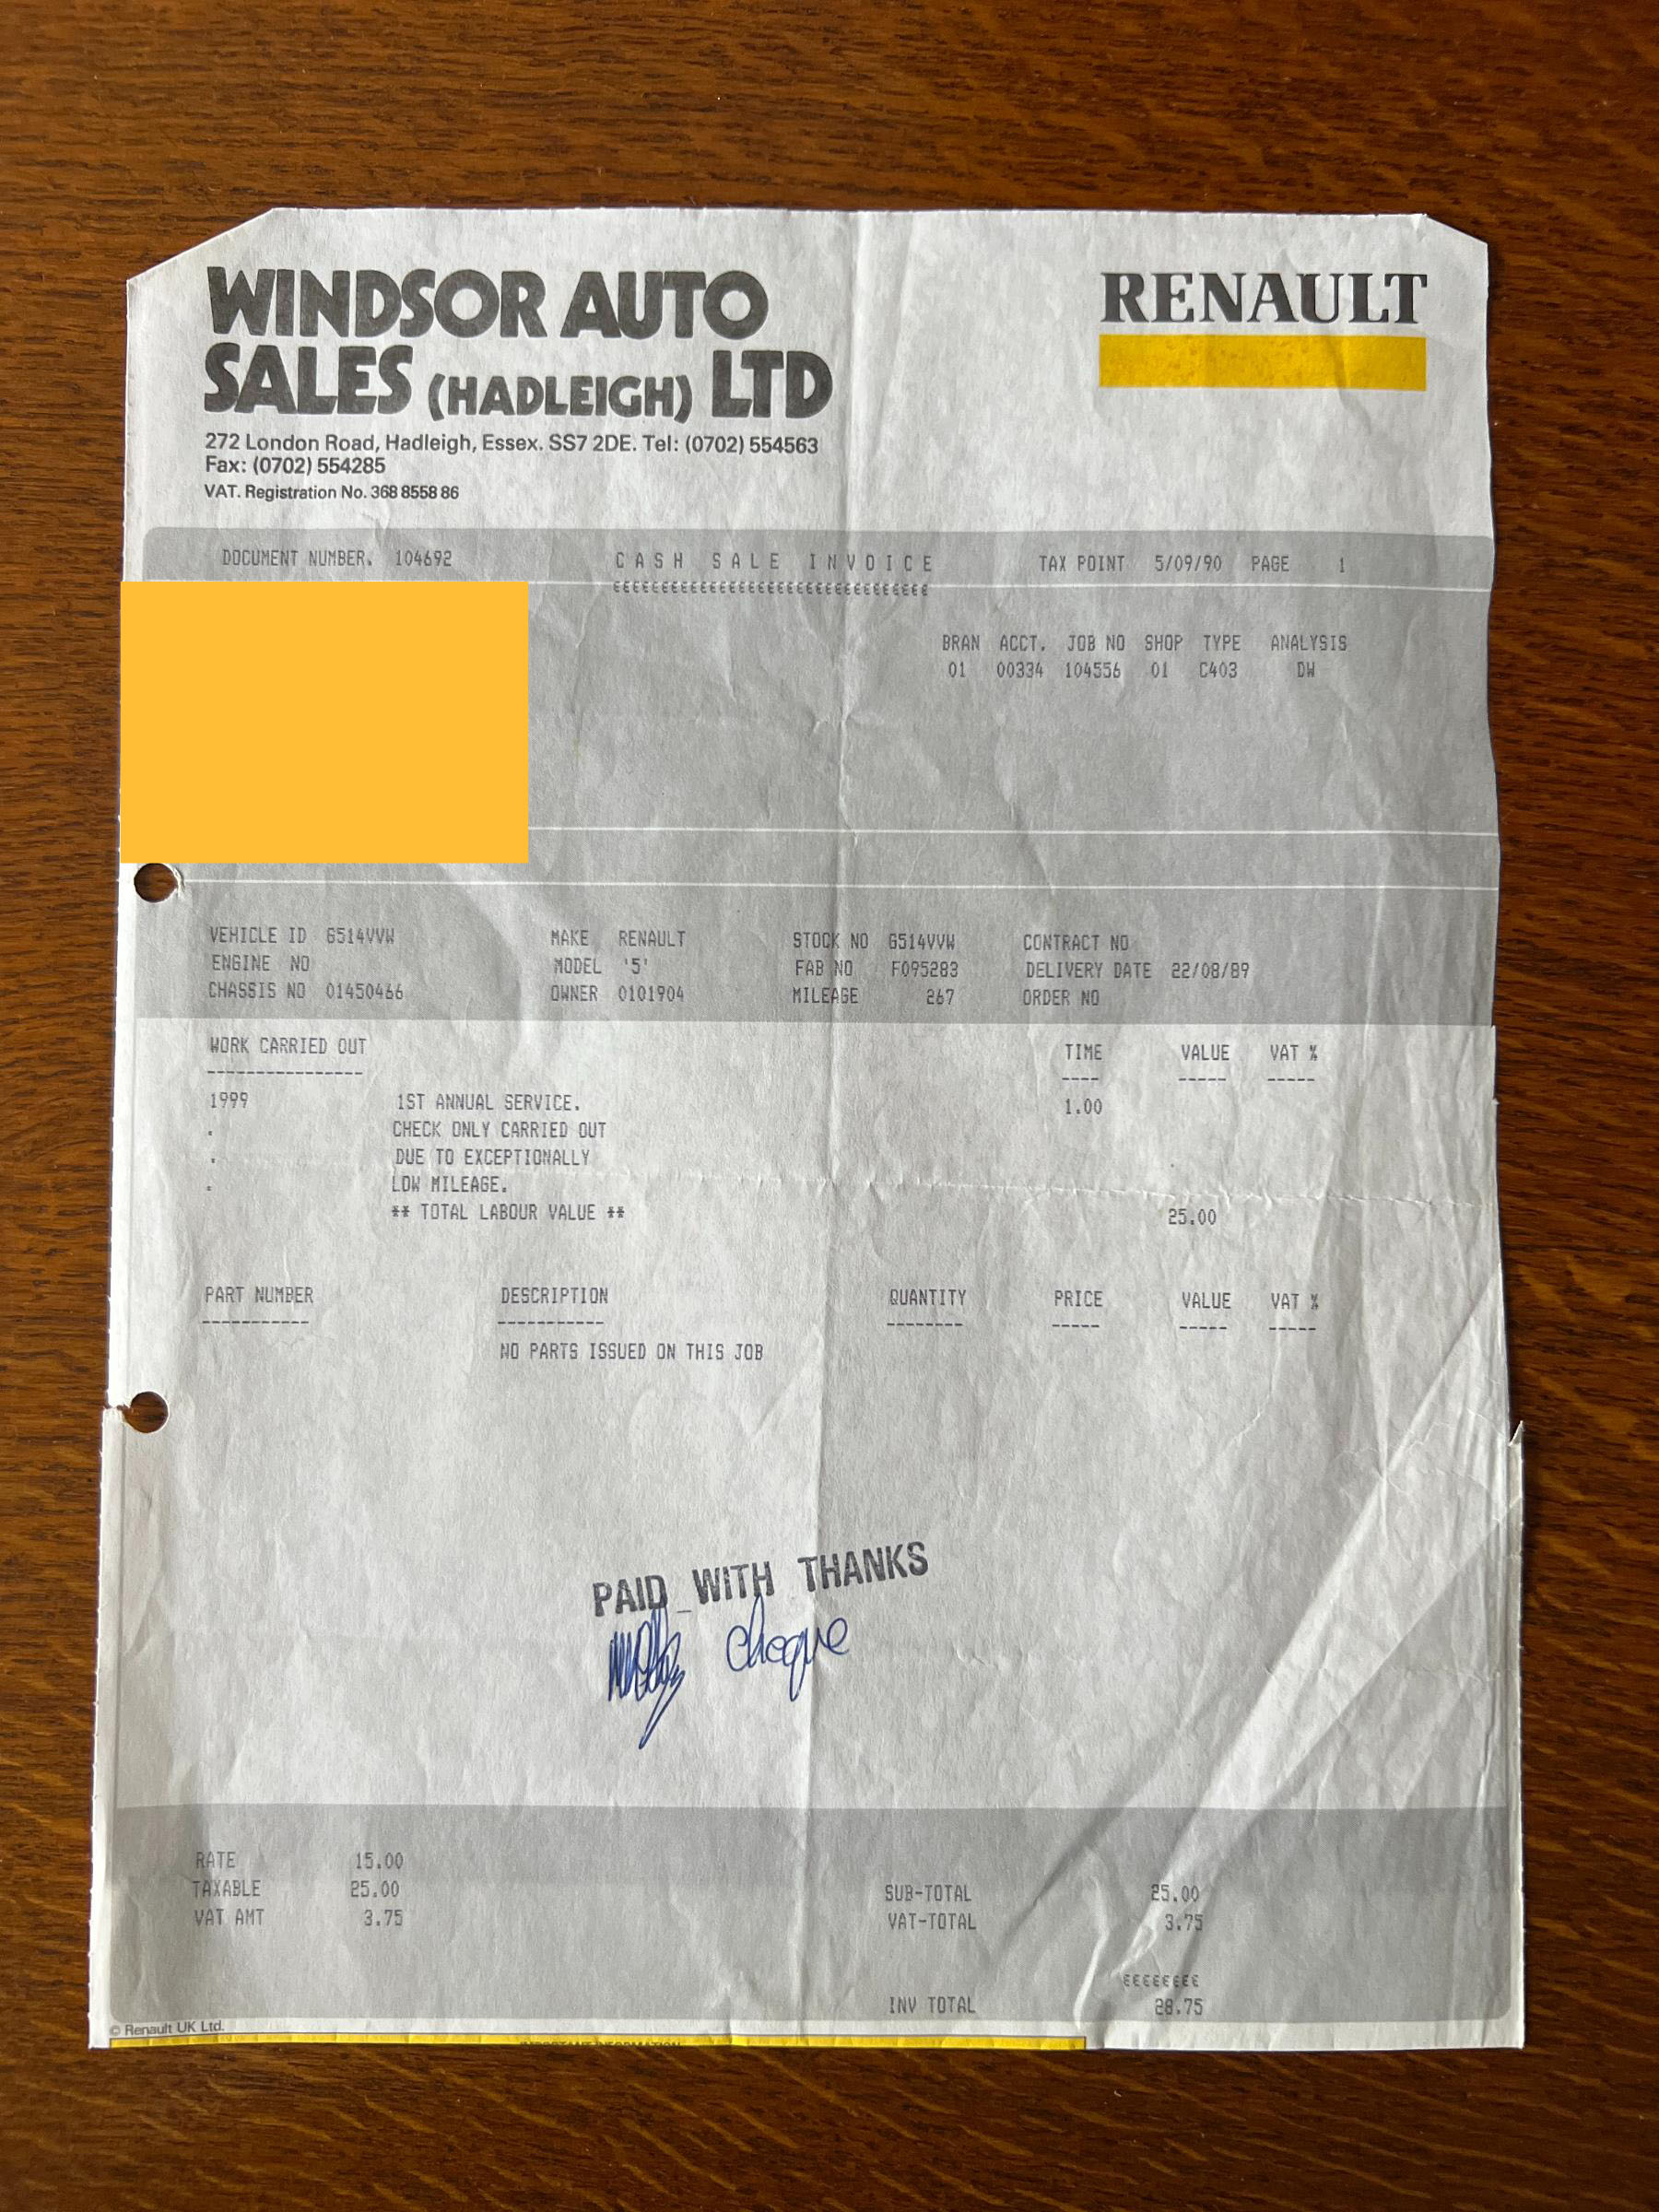 WINDSOR AUTO
SALES (HADLEIGH) LTD
RENAULT
272 London Road, Hadleigh, Essex. SS7 2DE. Tel: (0702) 554563
Fax: (0702) 554285
VAT. Registration No. 368 8558 86
DOCUMENT NUMBER. 104692 CASH SALE INVOICE TAX POINT 5/09/90 PAGE 1
££££££££££££££££££££££££££££££££
BRAN ACCT. JOB NO SHOP TYPE ANALYSIS
01 00334 104556 01 C403 DW
VEHICLE ID G514VVW MAKE RENAULT STOCK NO G514VVW CONTRACT NO
ENGINE NO MODEL '5' FAB NO F095283 DELIVERY DATE 22/08/89
CHASSIS NO 01450466 OWNER 0101904 MILEAGE 267 ORDER NO
WORK CARRIED OUT TIME VALUE VAT %
---------------- ---- ----- -----
1999 1ST ANNUAL SERVICE. 1.00
. CHECK ONLY CARRIED OUT
. DUE TO EXCEPTIONALLY
. LOW MILEAGE.
** TOTAL LABOUR VALUE ** 25.00
PART NUMBER DESCRIPTION QUANTITY PRICE VALUE VAT %
----------- ----------- -------- ----- ----- -----
NO PARTS ISSUED ON THIS JOB
PAID WITH THANKS
cheque
RATE 15.00
TAXABLE 25.00 SUB-TOTAL 25.00
VAT AMT 3.75 VAT-TOTAL 3.75
££££££££
INV TOTAL 28.75
© Renault UK Ltd.
IMPORTANT INFORMATION